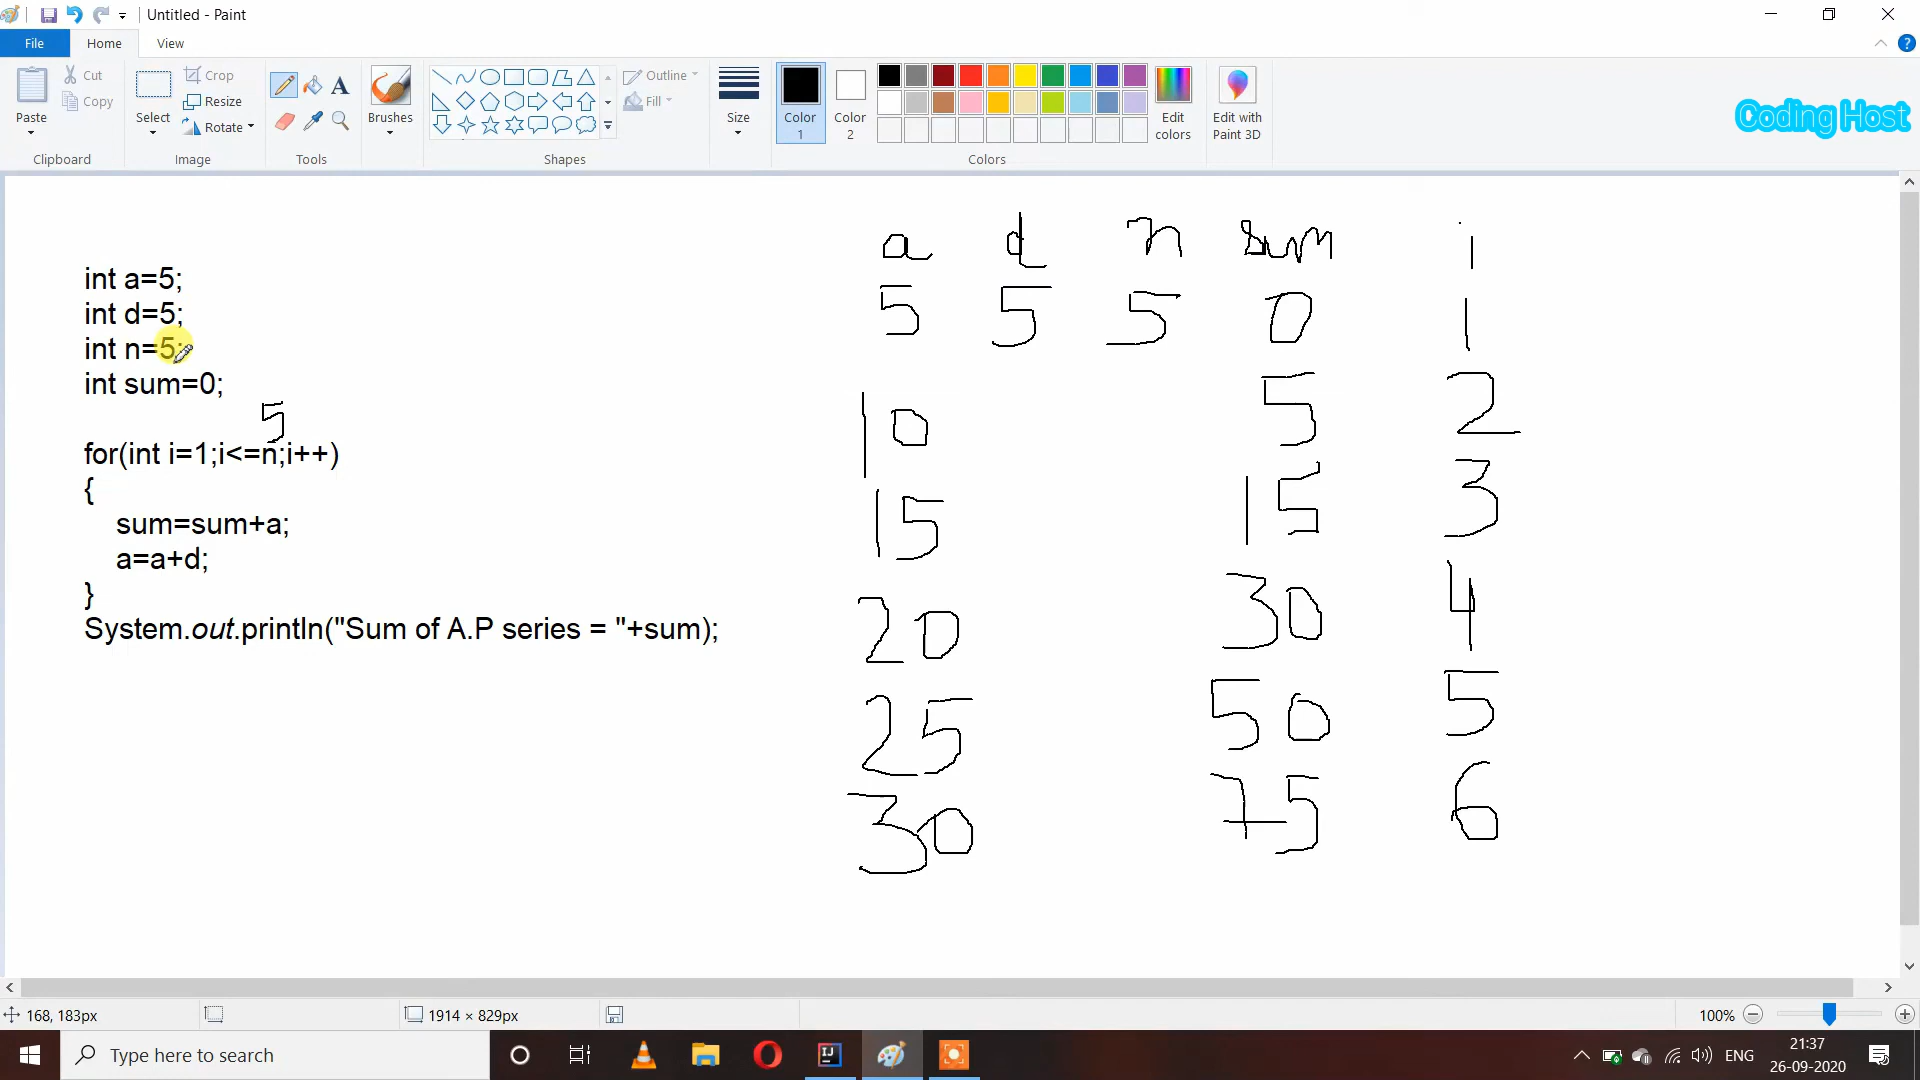 Untitled - Paint
File Home View
Paste
Cut
Copy
Clipboard
Select
Crop
Resize
Rotate
Image
Tools
Brushes
Outline
Fill
Shapes
Size
Color 1
Color 2
Edit colors
Colors
Edit with Paint 3D
Coding Host
int a=5;
int d=5;
int n=5;
int sum=0;
5
for(int i=1;i<=n;i++)
{
sum=sum+a;
a=a+d;
}
System.out.println("Sum of A.P series = "+sum);
a d n sum i
5 5 5 0 1
10 5 2
15 15 3
20 30 4
25 50 5
30 75 6
168, 183px
1914 × 829px
100%
Type here to search
ENG
21:37
26-09-2020